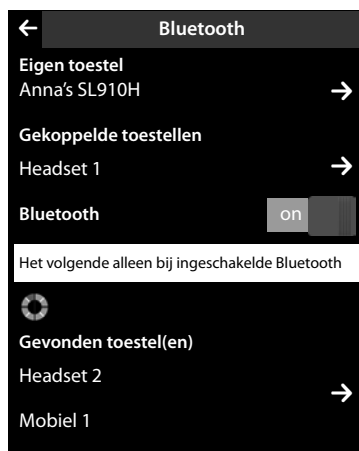 Bluetooth
Eigen toestel
Anna's SL910H
Gekoppelde toestellen
Headset 1
Bluetooth on
Het volgende alleen bij ingeschakelde Bluetooth
Gevonden toestel(en)
Headset 2
Mobiel 1